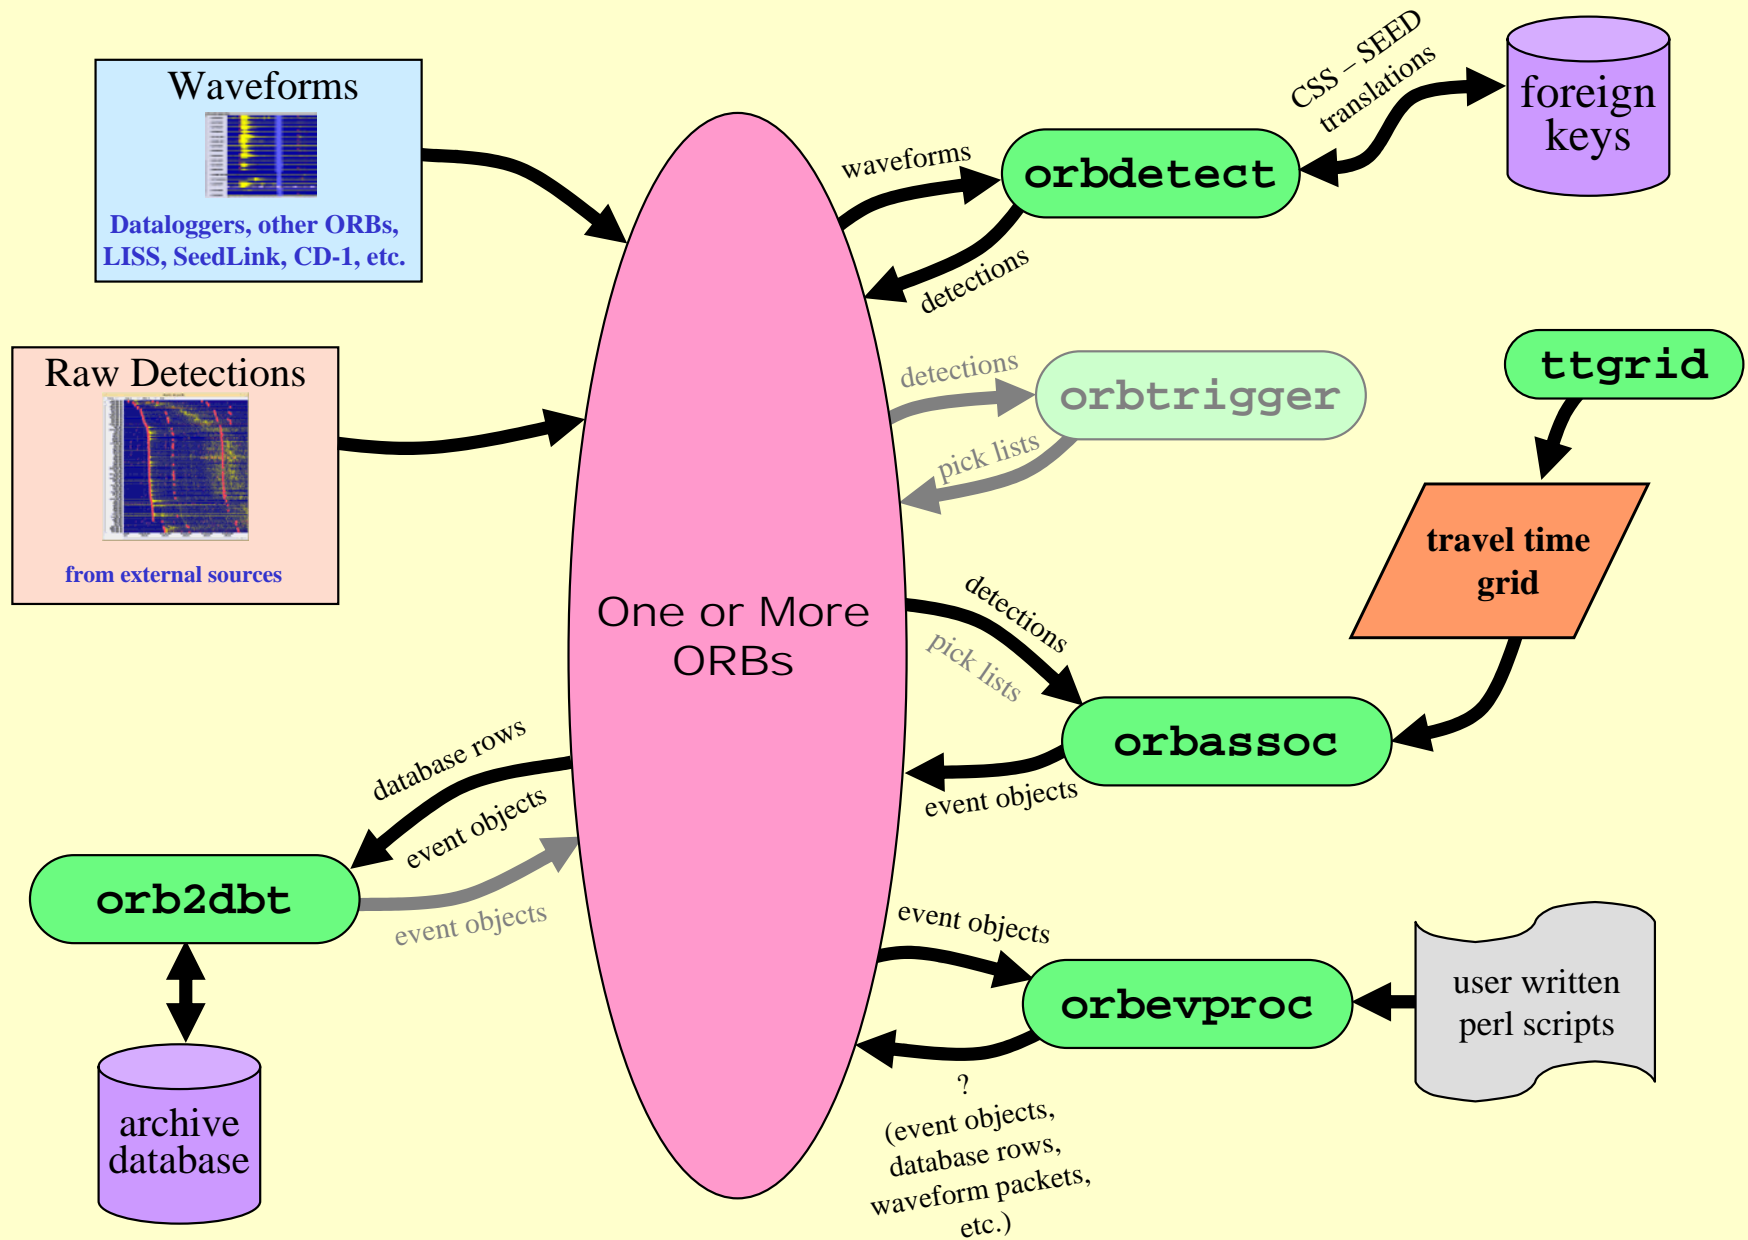 Waveforms
Dataloggers, other ORBs,
LISS, SeedLink, CD-1, etc.
Raw Detections
from external sources
One or More
ORBs
waveforms
orbdetect
detections
CSS – SEED
translations
foreign
keys
detections
orbtrigger
pick lists
ttgrid
travel time
grid
detections
pick lists
orbassoc
event objects
database rows
event objects
orb2dbt
event objects
archive
database
event objects
orbevproc
user written
perl scripts
?
(event objects,
database rows,
waveform packets,
etc.)